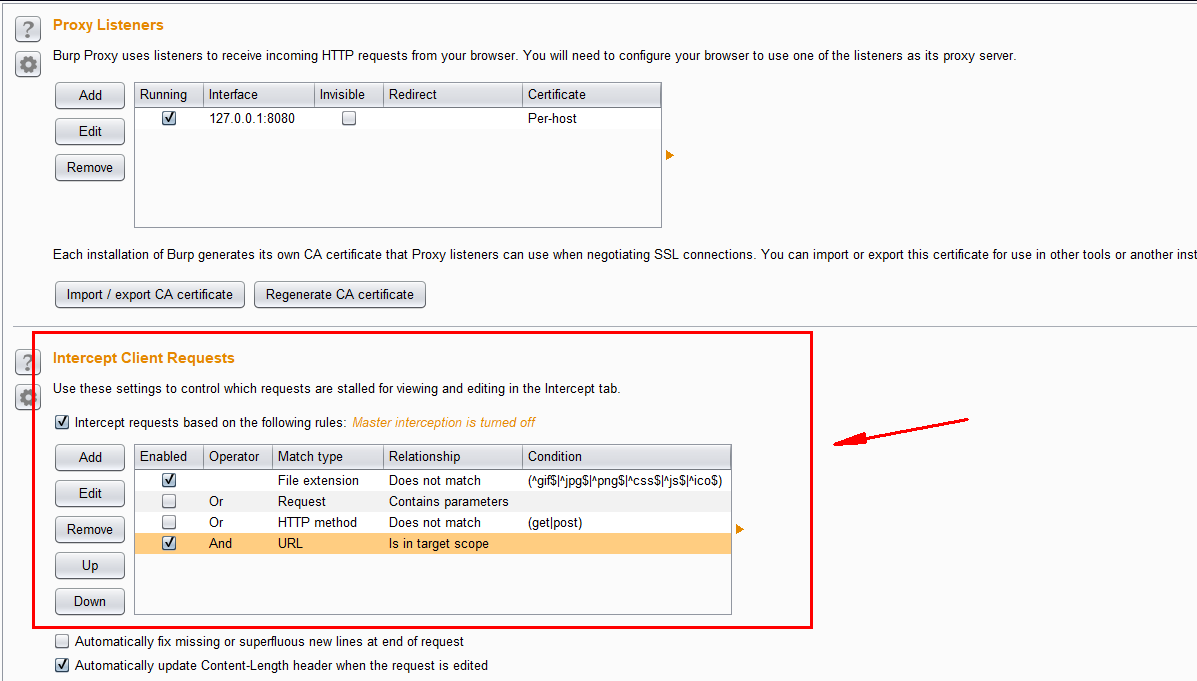 ?
Proxy Listeners
Burp Proxy uses listeners to receive incoming HTTP requests from your browser. You will need to configure your browser to use one of the listeners as its proxy server.
Add
Edit
Remove
Running Interface Invisible Redirect Certificate
127.0.0.1:8080 Per-host
Each installation of Burp generates its own CA certificate that Proxy listeners can use when negotiating SSL connections. You can import or export this certificate for use in other tools or another inst
Import / export CA certificate Regenerate CA certificate
?
Intercept Client Requests
Use these settings to control which requests are stalled for viewing and editing in the Intercept tab.
Intercept requests based on the following rules: Master interception is turned off
Add
Edit
Remove
Up
Down
Enabled Operator Match type Relationship Condition
File extension Does not match (^gif$|^jpg$|^png$|^css$|^js$|^ico$)
Or Request Contains parameters
Or HTTP method Does not match (get|post)
And URL Is in target scope
Automatically fix missing or superfluous new lines at end of request
Automatically update Content-Length header when the request is edited